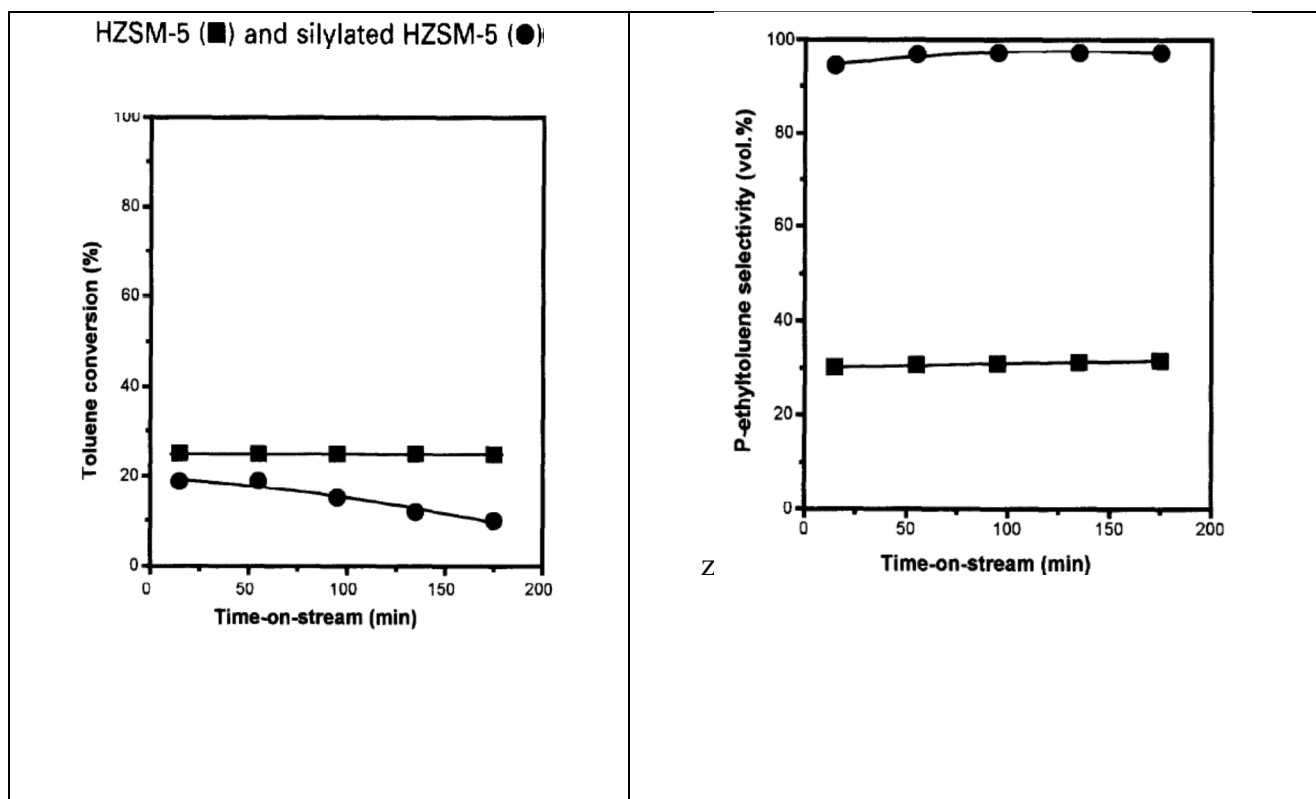 HZSM-5 (■) and silylated HZSM-5 (●)
100
80
60
40
20
0
Toluene conversion (%)
0 50 100 150 200
Time-on-stream (min)
100
80
60
40
20
0
P-ethyltoluene selectivity (vol.%)
0 50 100 150 200
Time-on-stream (min)
z